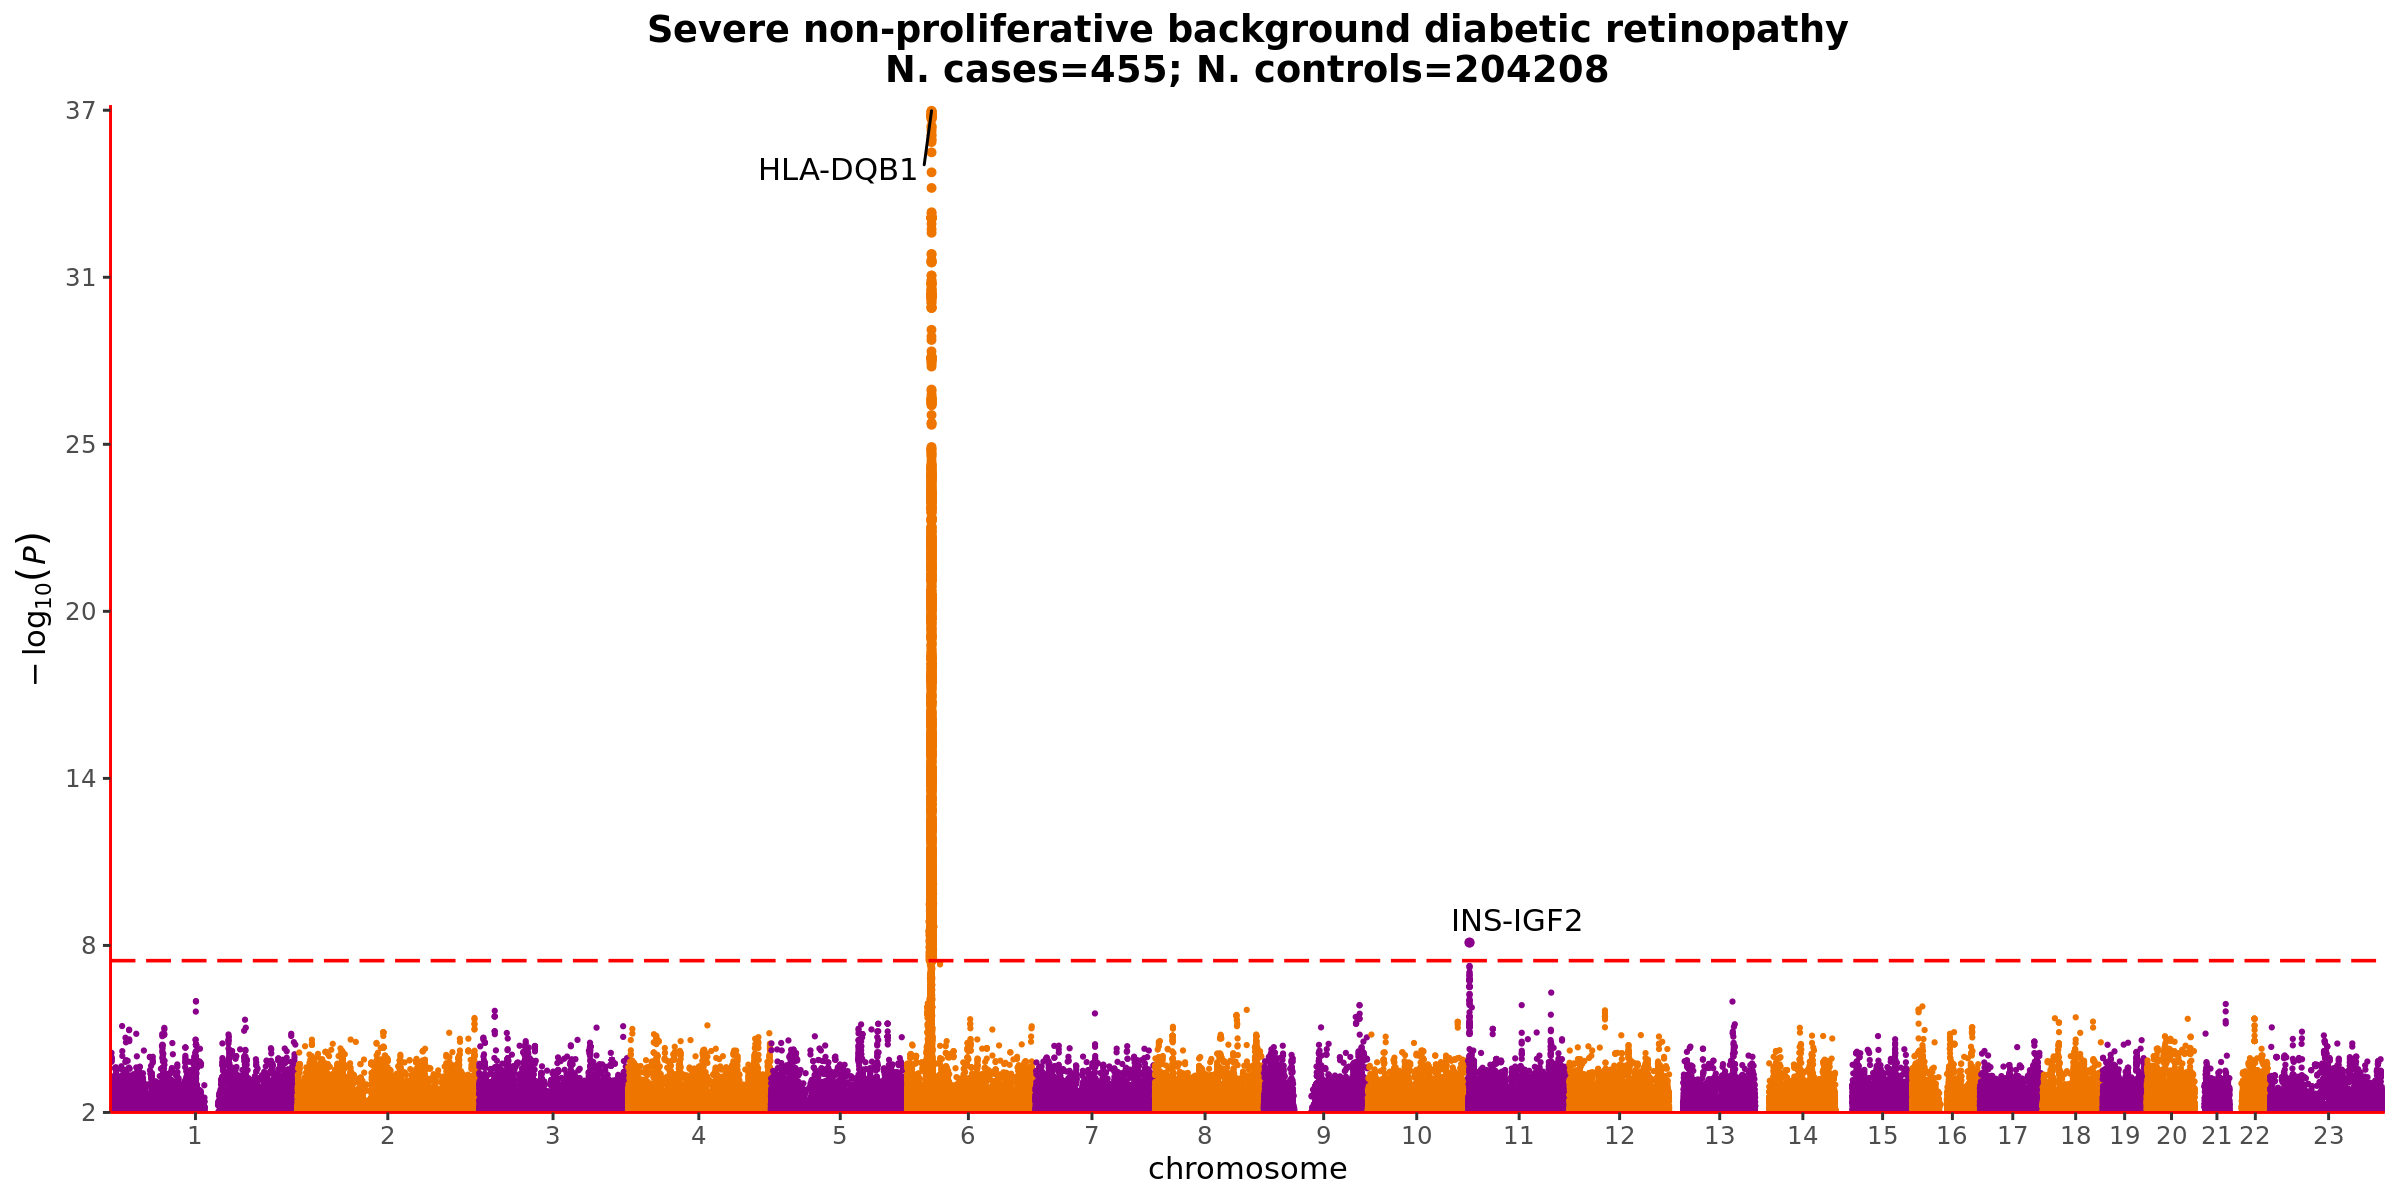 Severe non-proliferative background diabetic retinopathy
N. cases=455; N. controls=204208
37
HLA-DQB1
31
25
− log10(P)
20
14
INS-IGF2
8
2
1 2 3 4 5 6 7 8 9 10 11 12 13 14 15 16 17 18 19 20 21 22 23
chromosome